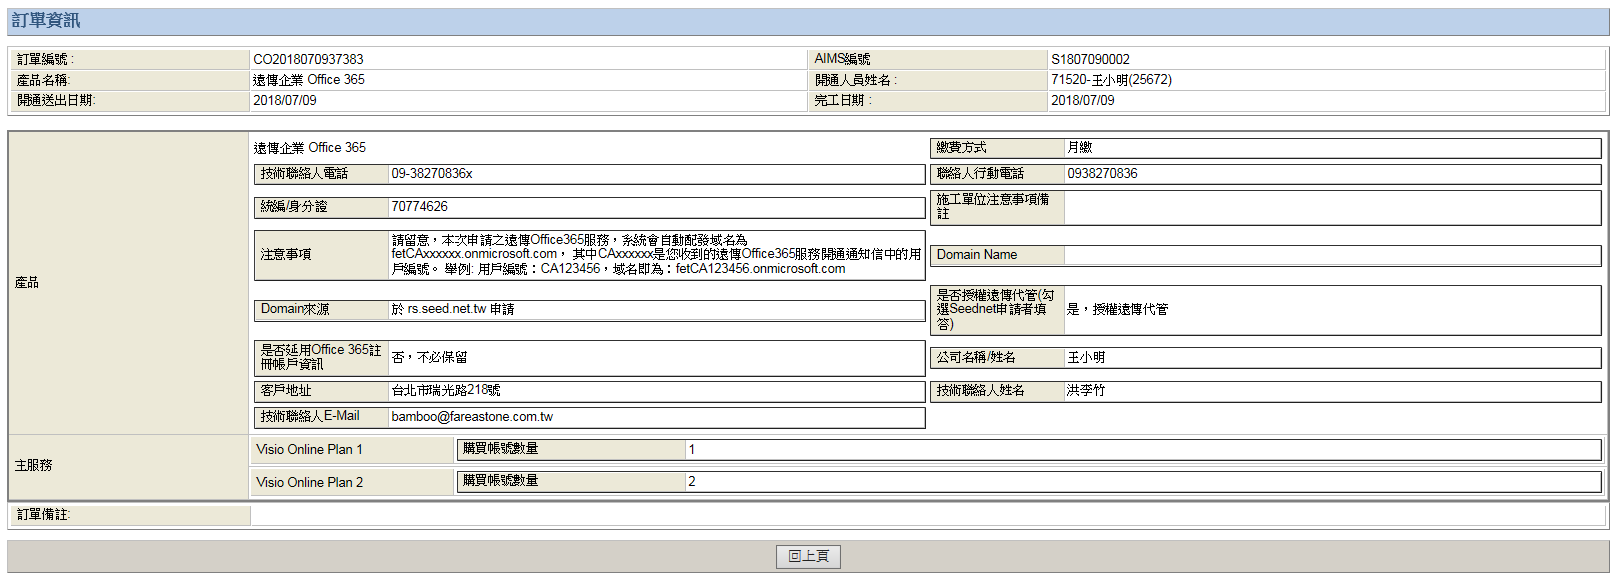 訂單資訊
訂單編號 : CO2018070937383 AIMS編號 S1807090002
產品名稱: 遠傳企業 Office 365 開通人員姓名 : 71520-王小明(25672)
開通送出日期: 2018/07/09 完工日期 : 2018/07/09
產品
遠傳企業 Office 365 繳費方式 月繳
技術聯絡人電話 09-38270836x 聯絡人行動電話 0938270836
統編/身分證 70774626 施工單位注意事項備
註
注意事項
請留意，本次申請之遠傳Office365服務，系統會自動配發域名為
fetCAxxxxxx.onmicrosoft.com， 其中CAxxxxxx是您收到的遠傳Office365服務開通通知信中的用
戶編號。 舉例: 用戶編號：CA123456，域名即為：fetCA123456.onmicrosoft.com
Domain Name
Domain來源 於 rs.seed.net.tw 申請
是否授權遠傳代管(勾
選Seednet申請者填
答)
是，授權遠傳代管
是否延用Office 365註
冊帳戶資訊
否，不必保留
公司名稱/姓名 王小明
客戶地址 台北市瑞光路218號 技術聯絡人姓名 洪李竹
技術聯絡人E-Mail bamboo@fareastone.com.tw
主服務
Visio Online Plan 1 購買帳號數量 1
Visio Online Plan 2 購買帳號數量 2
訂單備註:
回上頁